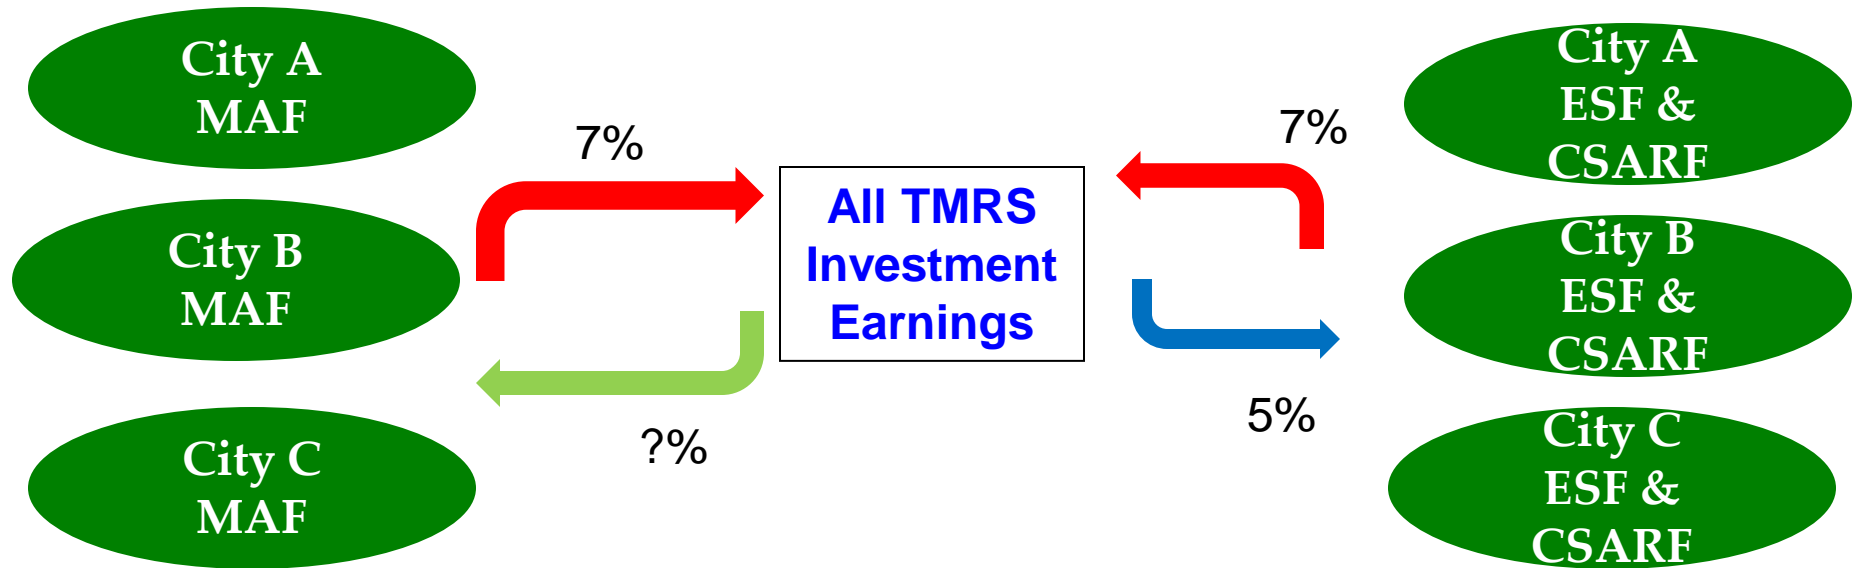 City A
MAF
City B
MAF
City C
MAF
7%
?%
All TMRS
Investment
Earnings
7%
5%
City A
ESF &
CSARF
City B
ESF &
CSARF
City C
ESF &
CSARF